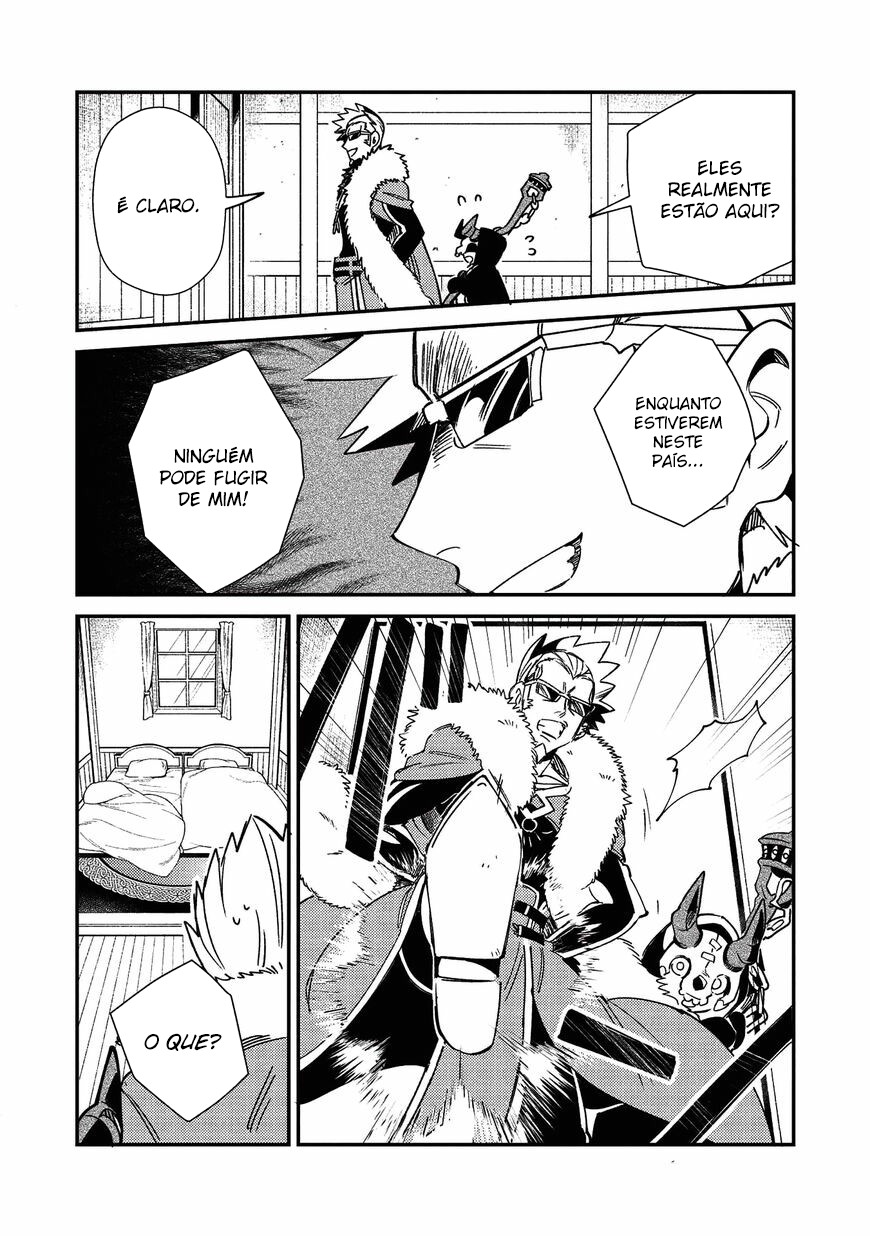 ELES
REALMENTE
ESTÃO AQUI?
É CLARO.
ENQUANTO
ESTIVEREM
NESTE
PAÍS...
NINGUÉM
PODE FUGIR
DE MIM!
O QUE?